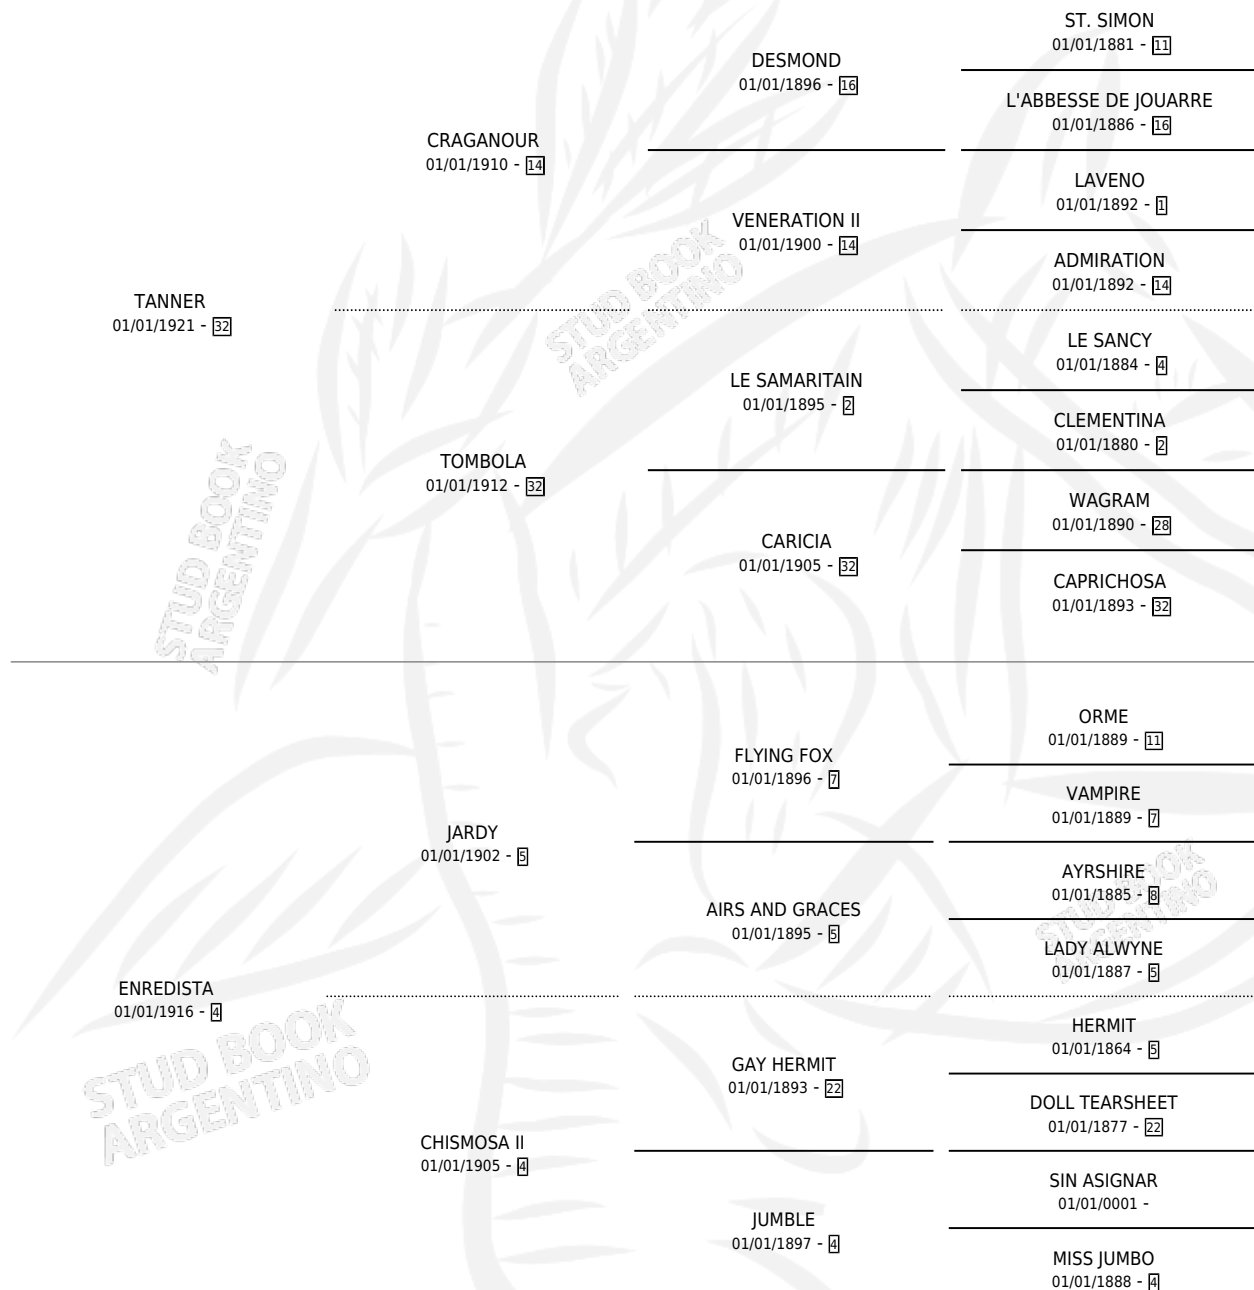 ST. SIMON
01/01/1881 - 11
DESMOND
01/01/1896 - 16
L'ABBESSE DE JOUARRE
01/01/1886 - 16
CRAGANOUR
01/01/1910 - 14
LAVENO
01/01/1892 - 1
VENERATION II
01/01/1900 - 14
ADMIRATION
01/01/1892 - 14
TANNER
01/01/1921 - 32
LE SANCY
01/01/1884 - 4
LE SAMARITAIN
01/01/1895 - 2
CLEMENTINA
01/01/1880 - 2
TOMBOLA
01/01/1912 - 32
WAGRAM
01/01/1890 - 28
CARICIA
01/01/1905 - 32
CAPRICHOSA
01/01/1893 - 32
ORME
01/01/1889 - 11
FLYING FOX
01/01/1896 - 7
VAMPIRE
01/01/1889 - 7
JARDY
01/01/1902 - 5
AYRSHIRE
01/01/1885 - 8
AIRS AND GRACES
01/01/1895 - 5
LADY ALWYNE
01/01/1887 - 5
ENREDISTA
01/01/1916 - 4
HERMIT
01/01/1864 - 5
GAY HERMIT
01/01/1893 - 22
DOLL TEARSHEET
01/01/1877 - 22
CHISMOSA II
01/01/1905 - 4
SIN ASIGNAR
01/01/0001 -
JUMBLE
01/01/1897 - 4
MISS JUMBO
01/01/1888 - 4
STUD BOOK
ARGENTINO
STUD BOOK
ARGENTINO
STUD BOOK
ARGENTINO
STUD BOOK
ARGENTINO